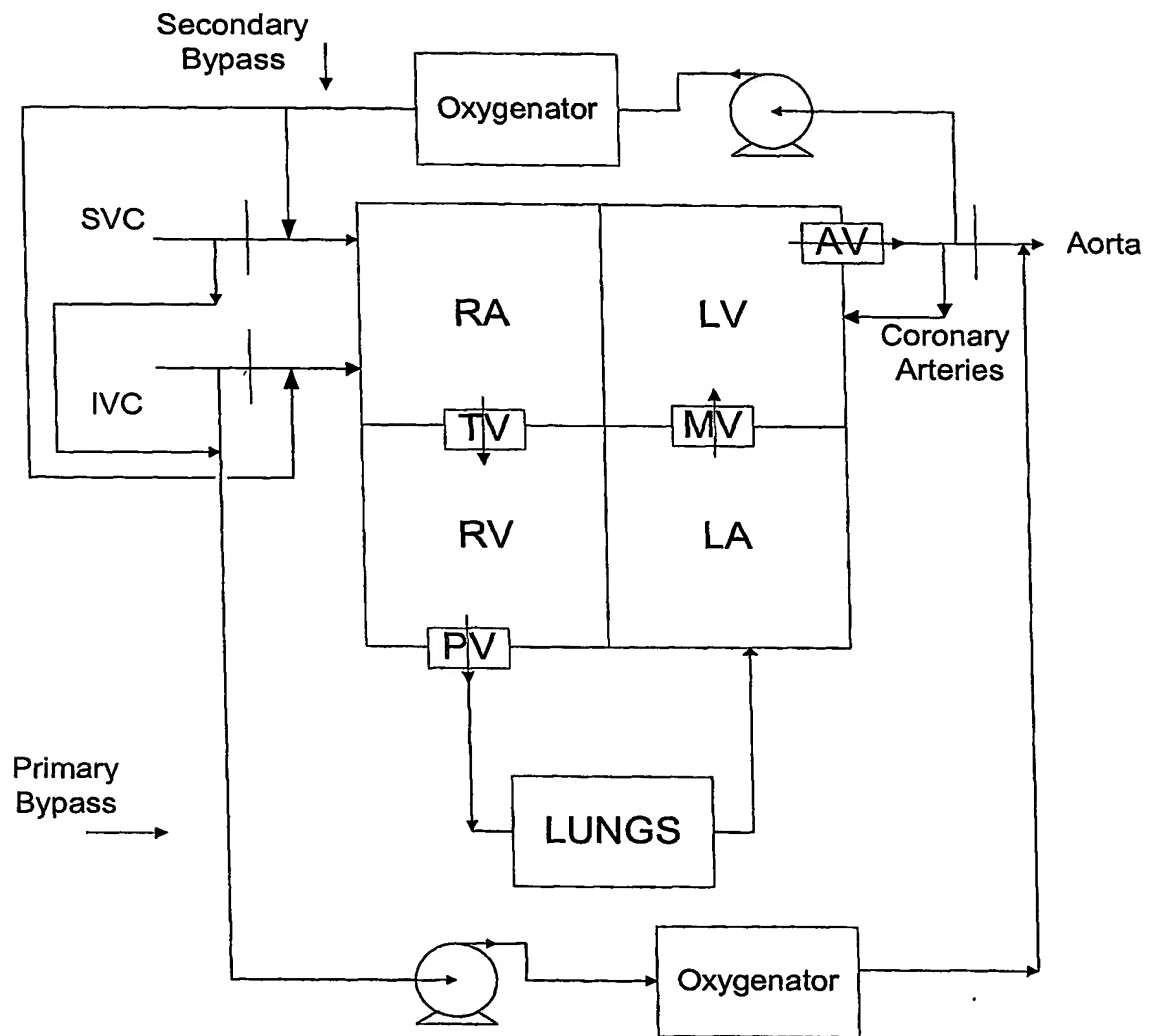 Secondary
Bypass
Oxygenator
SVC
AV
Aorta
RA
LV
Coronary
Arteries
IVC
TV
MV
RV
LA
PV
Primary
Bypass
LUNGS
Oxygenator